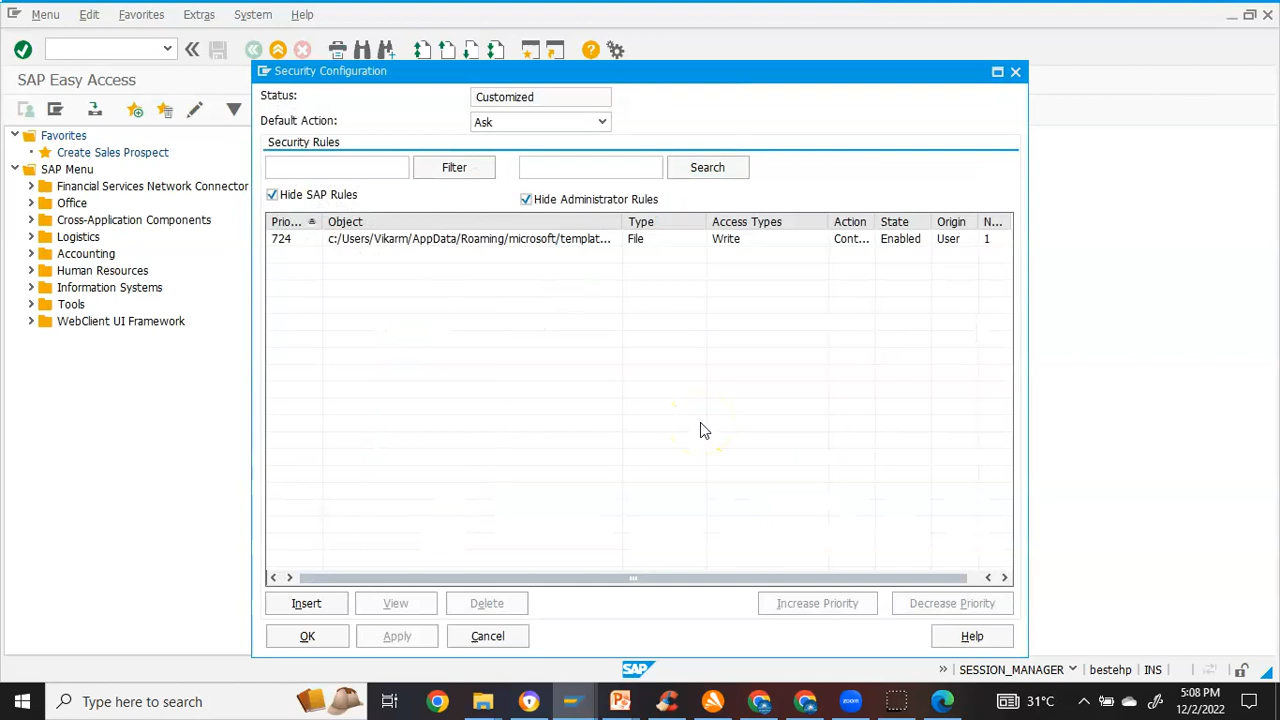 Menu Edit Favorites Extras System Help
SAP Easy Access
Security Configuration
Status: Customized
Default Action: Ask
Security Rules
Filter Search
Hide SAP Rules Hide Administrator Rules
Prio... Object Type Access Types Action State Origin N...
724 c:/Users/Vikarm/AppData/Roaming/microsoft/templat... File Write Cont... Enabled User 1
Favorites
Create Sales Prospect
SAP Menu
Financial Services Network Connector
Office
Cross-Application Components
Logistics
Accounting
Human Resources
Information Systems
Tools
WebClient UI Framework
Insert View Delete Increase Priority Decrease Priority
OK Apply Cancel Help
SAP SESSION_MANAGER bestehp INS
Type here to search 31°C 5:08 PM
12/2/2022